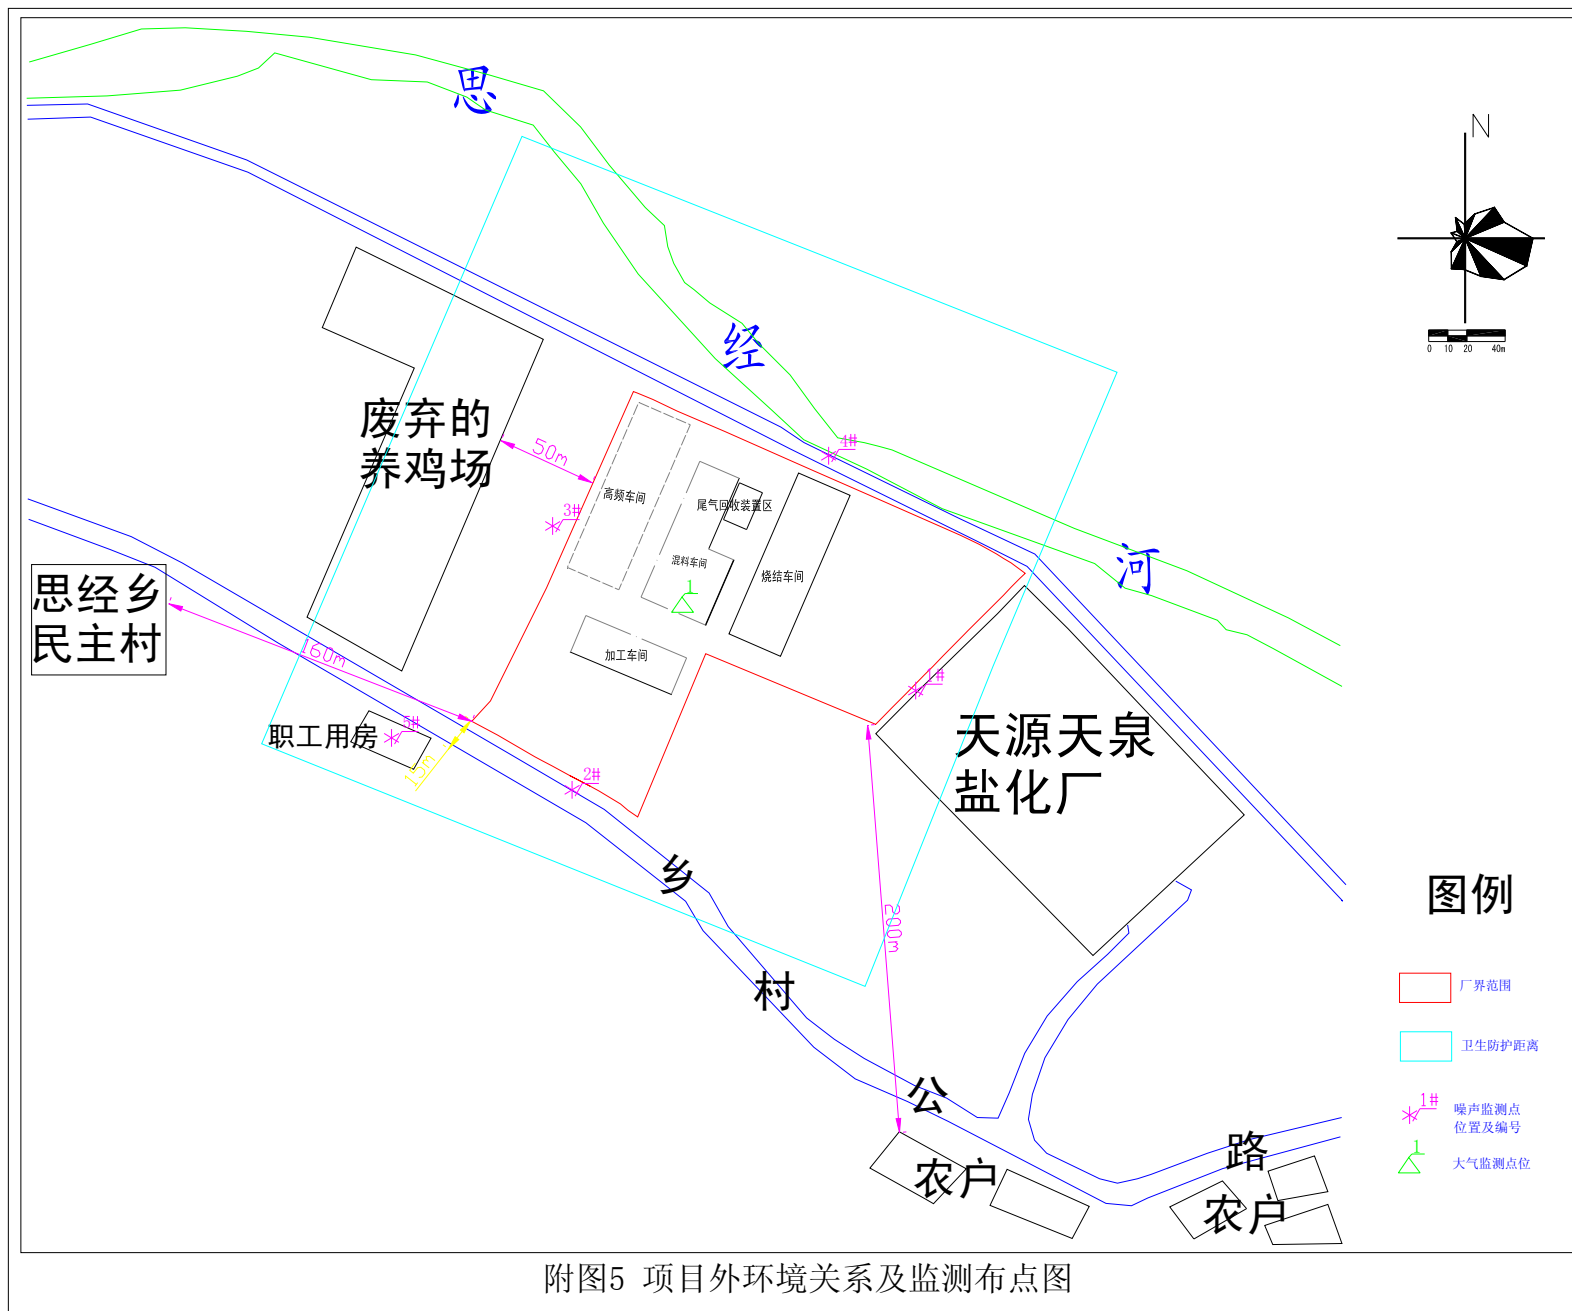 思
经
河
N
0 10 20 40m
废弃的
养鸡场
50m
3#
4#
高频车间
尾气回收装置区
混料车间
烧结车间
1
加工车间
思经乡
民主村
160m
职工用房
5#
15m
2#
1#
天源天泉
盐化厂
200m
乡
村
公
路
农户
农户
图例
厂界范围
卫生防护距离
1#
噪声监测点
位置及编号
1
大气监测点位
附图5 项目外环境关系及监测布点图